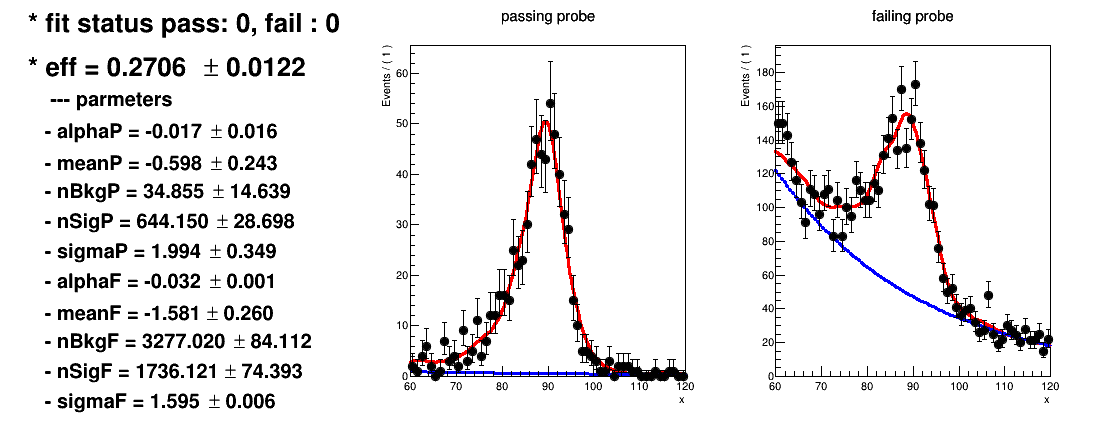 * fit status pass: 0, fail : 0
* eff = 0.2706 ± 0.0122
--- parmeters
- alphaP = -0.017 ± 0.016
- meanP = -0.598 ± 0.243
- nBkgP = 34.855 ± 14.639
- nSigP = 644.150 ± 28.698
- sigmaP = 1.994 ± 0.349
- alphaF = -0.032 ± 0.001
- meanF = -1.581 ± 0.260
- nBkgF = 3277.020 ± 84.112
- nSigF = 1736.121 ± 74.393
- sigmaF = 1.595 ± 0.006
passing probe
Events / ( 1 )
60
50
40
30
20
10
0
60 70 80 90 100 110 120
x
failing probe
Events / ( 1 )
180
160
140
120
100
80
60
40
20
0
60 70 80 90 100 110 120
x